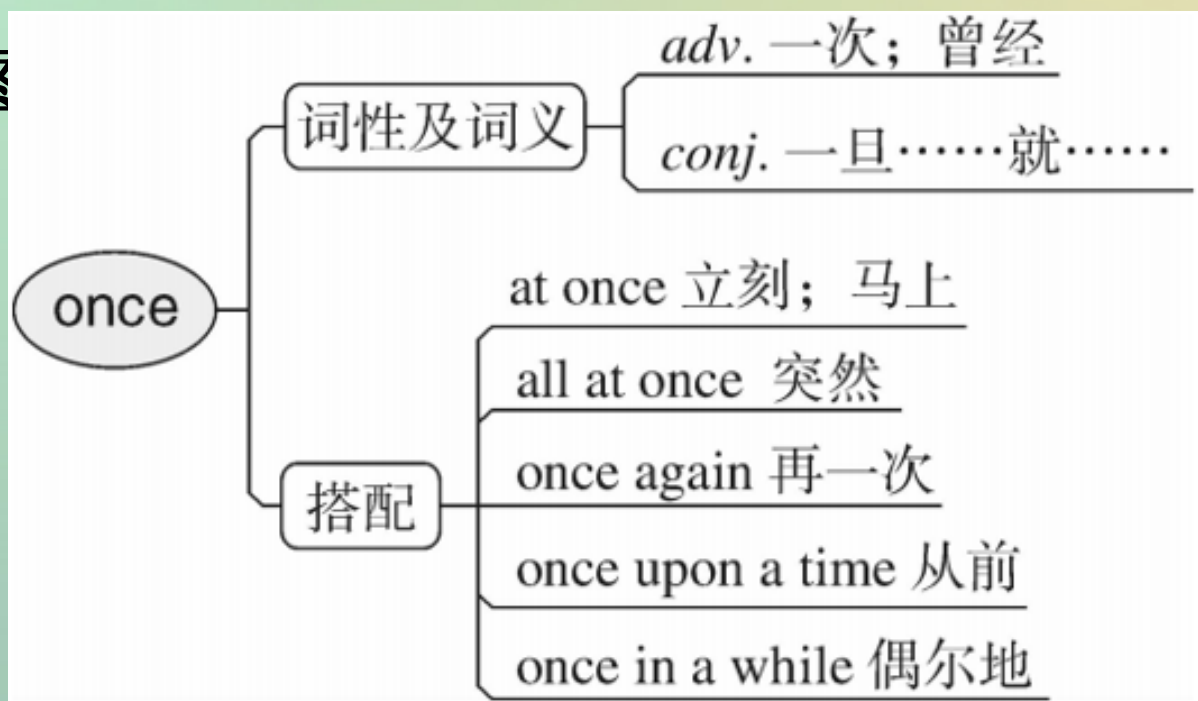 adv. 一次；曾经
词性及词义
conj. 一旦……就……
once
at once 立刻；马上
all at once 突然
搭配
once again 再一次
once upon a time 从前
once in a while 偶尔地